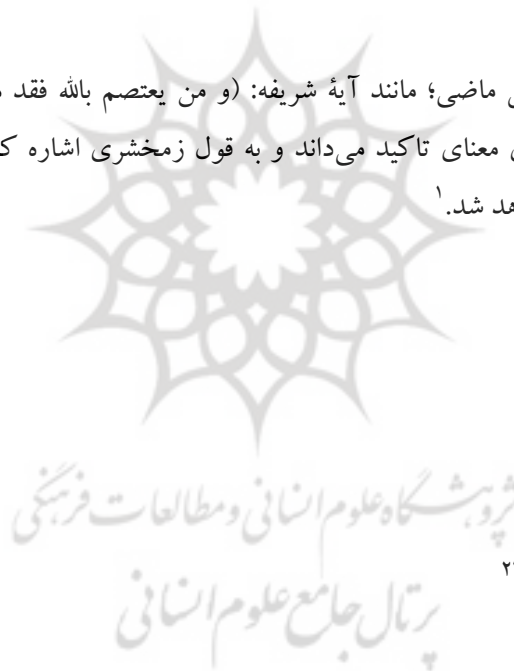 ماضی؛ مانند آیهٔ شریفه: (و من یعتصم بالله فقد
معنای تاکید می‌داند و به قول زمخشری اشاره
هد شد.۱
پژوهشگاه علوم انسانی و مطالعات فرهنگی
۲
پرتال جامع علوم انسانی